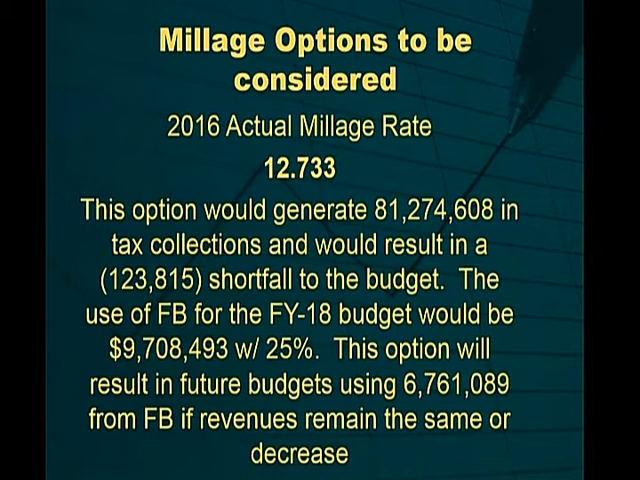 Millage Options to be
considered
2016 Actual Millage Rate
12.733
This option would generate 81,274,608 in
tax collections and would result in a
(123,815) shortfall to the budget. The
use of FB for the FY-18 budget would be
$9,708,493 w/ 25%. This option will
result in future budgets using 6,761,089
from FB if revenues remain the same or
decrease